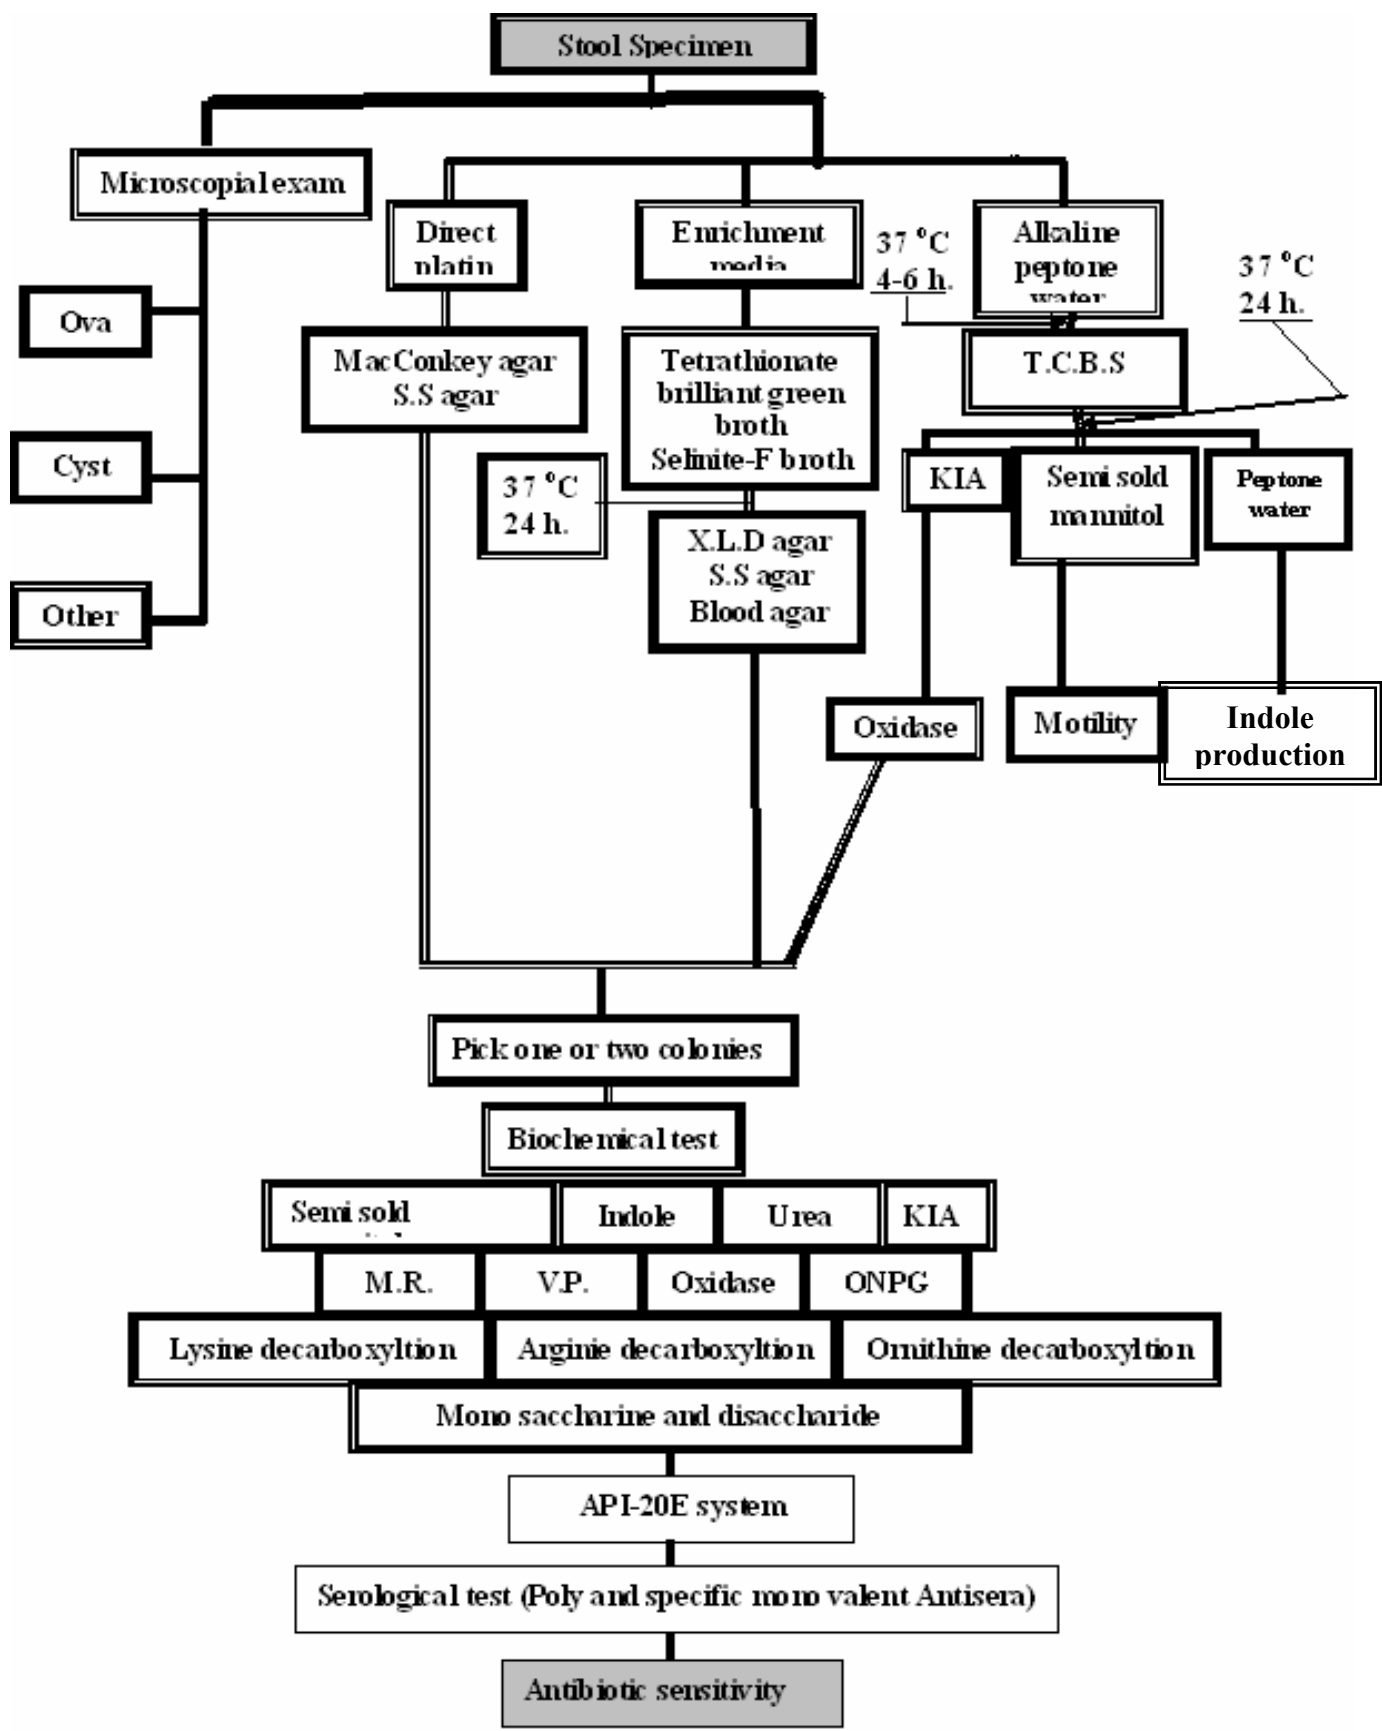 Stool Specimen
Microscopial exam
Ova
Cyst
Other
Direct
platin
MacConkey agar
S.S agar
Enrichment
media
Tetrathionate
brilliant green
broth
Selinite-F broth
37 °C
24 h.
X.L.D agar
S.S agar
Blood agar
37 °C
4-6 h.
Alkaline
peptone
water
T.C.B.S
37 °C
24 h.
KIA
Semi sold
mannitol
Peptone
water
Oxidase
Motility
Indole
production
Pick one or two colonies
Biochemical test
Semi sold
Indole
Urea
KIA
M.R.
V.P.
Oxidase
ONPG
Lysine decarboxyltion
Arginie decarboxyltion
Ornithine decarboxyltion
Mono saccharine and disaccharide
API-20E system
Serological test (Poly and specific mono valent Antisera)
Antibiotic sensitivity